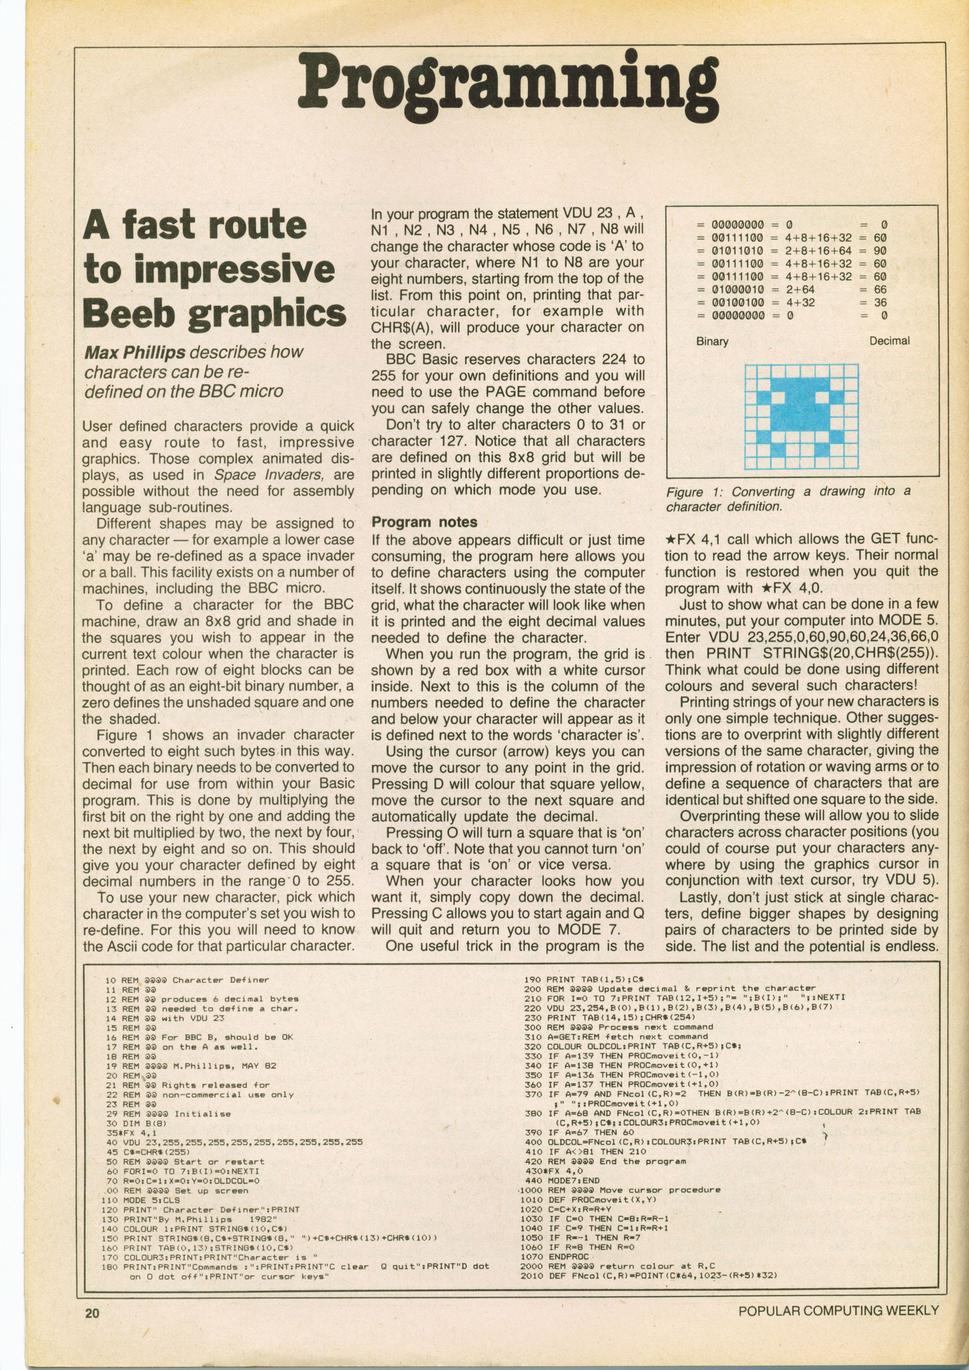 Programming
A fast route
to impressive
Beeb graphics
Max Phillips describes how
characters can be re-
defined on the BBC micro
User defined characters provide a quick
and easy route to fast, impressive
graphics. Those complex animated dis-
plays, as used in Space Invaders, are
possible without the need for assembly
language sub-routines.
Different shapes may be assigned to
any character — for example a lower case
'a' may be re-defined as a space invader
or a ball. This facility exists on a number of
machines, including the BBC micro.
To define a character for the BBC
machine, draw an 8x8 grid and shade in
the squares you wish to appear in the
current text colour when the character is
printed. Each row of eight blocks can be
thought of as an eight-bit binary number, a
zero defines the unshaded square and one
the shaded.
Figure 1 shows an invader character
converted to eight such bytes in this way.
Then each binary needs to be converted to
decimal for use from within your Basic
program. This is done by multiplying the
first bit on the right by one and adding the
next bit multiplied by two, the next by four,
the next by eight and so on. This should
give you your character defined by eight
decimal numbers in the range 0 to 255.
To use your new character, pick which
character in the computer's set you wish to
re-define. For this you will need to know
the Ascii code for that particular character.
In your program the statement VDU 23 , A ,
N1 , N2 , N3 , N4 , N5 , N6 , N7 , N8 will
change the character whose code is 'A' to
your character, where N1 to N8 are your
eight numbers, starting from the top of the
list. From this point on, printing that par-
ticular character, for example with
CHR$(A), will produce your character on
the screen.
BBC Basic reserves characters 224 to
255 for your own definitions and you will
need to use the PAGE command before
you can safely change the other values.
Don't try to alter characters 0 to 31 or
character 127. Notice that all characters
are defined on this 8x8 grid but will be
printed in slightly different proportions de-
pending on which mode you use.
Program notes
If the above appears difficult or just time
consuming, the program here allows you
to define characters using the computer
itself. It shows continuously the state of the
grid, what the character will look like when
it is printed and the eight decimal values
needed to define the character.
When you run the program, the grid is
shown by a red box with a white cursor
inside. Next to this is the column of the
numbers needed to define the character
and below your character will appear as it
is defined next to the words 'character is'.
Using the cursor (arrow) keys you can
move the cursor to any point in the grid.
Pressing D will colour that square yellow,
move the cursor to the next square and
automatically update the decimal.
Pressing O will turn a square that is 'on'
back to 'off'. Note that you cannot turn 'on'
a square that is 'on' or vice versa.
When your character looks how you
want it, simply copy down the decimal.
Pressing C allows you to start again and Q
will quit and return you to MODE 7.
One useful trick in the program is the
= 00000000 = 0 = 0
= 00111100 = 4+8+16+32 = 60
= 01011010 = 2+8+16+64 = 90
= 00111100 = 4+8+16+32 = 60
= 00111100 = 4+8+16+32 = 60
= 01000010 = 2+64 = 66
= 00100100 = 4+32 = 36
= 00000000 = 0 = 0
Binary Decimal
Figure 1: Converting a drawing into a
character definition.
★FX 4,1 call which allows the GET func-
tion to read the arrow keys. Their normal
function is restored when you quit the
program with ★FX 4,0.
Just to show what can be done in a few
minutes, put your computer into MODE 5.
Enter VDU 23,255,0,60,90,60,24,36,66,0
then PRINT STRING$(20,CHR$(255)).
Think what could be done using different
colours and several such characters!
Printing strings of your new characters is
only one simple technique. Other sugges-
tions are to overprint with slightly different
versions of the same character, giving the
impression of rotation or waving arms or to
define a sequence of characters that are
identical but shifted one square to the side.
Overprinting these will allow you to slide
characters across character positions (you
could of course put your characters any-
where by using the graphics cursor in
conjunction with text cursor, try VDU 5).
Lastly, don't just stick at single charac-
ters, define bigger shapes by designing
pairs of characters to be printed side by
side. The list and the potential is endless.
10 REM @@@@ Character Definer
11 REM @@
12 REM @@ produces 6 decimal bytes
13 REM @@ needed to define a char.
14 REM @@ with VDU 23
15 REM @@
16 REM @@ For BBC B, should be OK
17 REM @@ on the A as well.
18 REM @@
19 REM @@@@ M.Phillips, MAY 82
20 REM @@
21 REM @@ Rights released for
22 REM @@ non-commercial use only
23 REM @@
29 REM @@@@ Initialise
30 DIM B(8)
35*FX 4,1
40 VDU 23,255,255,255,255,255,255,255,255,255
45 C$=CHR$(255)
50 REM @@@@ Start or restart
60 FORI=0 TO 7:B(I)=0:NEXTI
70 R=0:C=1:X=0:Y=0:OLDCOL=0
00 REM @@@@ Set up screen
110 MODE 5:CLS
120 PRINT" Character Definer":PRINT
130 PRINT"By M.Phillips 1982"
140 COLOUR 1:PRINT STRING$(10,C$)
150 PRINT STRING$(8,C$+STRING$(8," ")+C$+CHR$(13)+CHR$(10))
160 PRINT TAB(0,13);STRING$(10,C$)
170 COLOUR3:PRINT:PRINT"Character is "
180 PRINT:PRINT"Commands :":PRINT:PRINT"C clear Q quit":PRINT"D dot
on O dot off":PRINT"or cursor keys"
190 PRINT TAB(1,5);C$
200 REM @@@@ Update decimal & reprint the character
210 FOR I=0 TO 7:PRINT TAB(12,I+5);"= ";B(I);" ";:NEXTI
220 VDU 23,254,B(0),B(1),B(2),B(3),B(4),B(5),B(6),B(7)
230 PRINT TAB(14,15);CHR$(254)
300 REM @@@@ Process next command
310 A=GET:REM fetch next command
320 COLOUR OLDCOL:PRINT TAB(C,R+5);C$;
330 IF A=139 THEN PROCmoveit(0,-1)
340 IF A=138 THEN PROCmoveit(0,+1)
350 IF A=136 THEN PROCmoveit(-1,0)
360 IF A=137 THEN PROCmoveit(+1,0)
370 IF A=79 AND FNcol(C,R)=2 THEN B(R)=B(R)-2^(8-C):PRINT TAB(C,R+5)
;" ";:PROCmoveit(+1,0)
380 IF A=68 AND FNcol(C,R)=0THEN B(R)=B(R)+2^(8-C):COLOUR 2:PRINT TAB
(C,R+5);C$;:COLOUR3:PROCmoveit(+1,0)
390 IF A=67 THEN 60
400 OLDCOL=FNcol(C,R):COLOUR3:PRINT TAB(C,R+5);C$
410 IF A<>81 THEN 210
420 REM @@@@ End the program
430*FX 4,0
440 MODE7:END
1000 REM @@@@ Move cursor procedure
1010 DEF PROCmoveit(X,Y)
1020 C=C+X:R=R+Y
1030 IF C=0 THEN C=8:R=R-1
1040 IF C=9 THEN C=1:R=R+1
1050 IF R=-1 THEN R=7
1060 IF R=8 THEN R=0
1070 ENDPROC
2000 REM @@@@ return colour at R,C
2010 DEF FNcol(C,R)=POINT(C*64,1023-(R+5)*32)
20
POPULAR COMPUTING WEEKLY